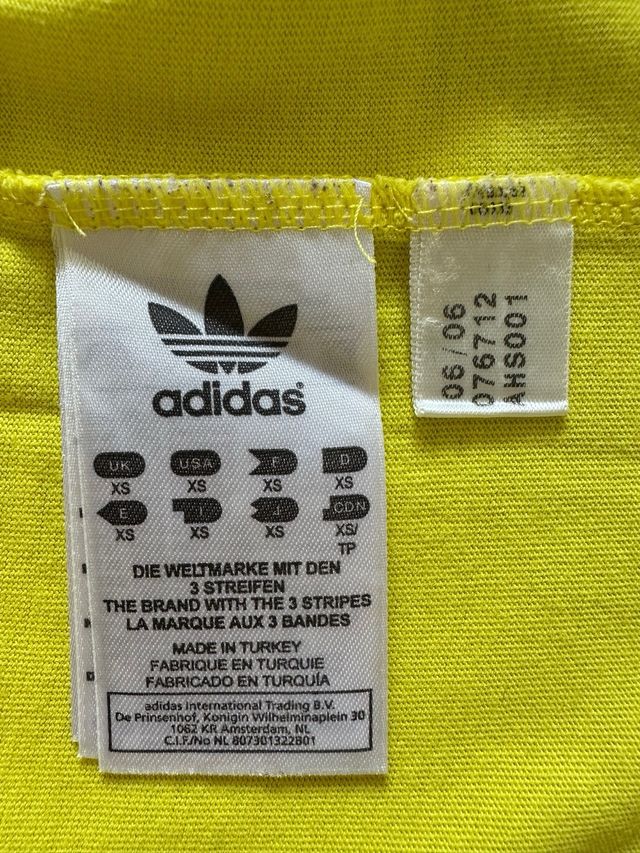 adidas
UK USA F D
XS XS XS XS
E I J CDN
XS XS XS XS/
TP
DIE WELTMARKE MIT DEN
3 STREIFEN
THE BRAND WITH THE 3 STRIPES
LA MARQUE AUX 3 BANDES
MADE IN TURKEY
FABRIQUE EN TURQUIE
FABRICADO EN TURQUÍA
adidas International Trading B.V.
De Prinsenhof, Konigin Wilhelminaplein 30
1062 KR Amsterdam, NL
C.I.F./No NL 807301322B01
06/06
076712
AHS001